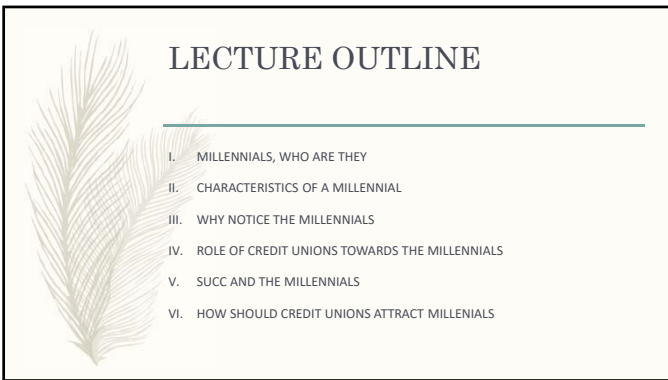 LECTURE OUTLINE
I. MILLENNIALS, WHO ARE THEY
II. CHARACTERISTICS OF A MILLENNIAL
III. WHY NOTICE THE MILLENNIALS
IV. ROLE OF CREDIT UNIONS TOWARDS THE MILLENNIALS
V. SUCC AND THE MILLENNIALS
VI. HOW SHOULD CREDIT UNIONS ATTRACT MILLENIALS